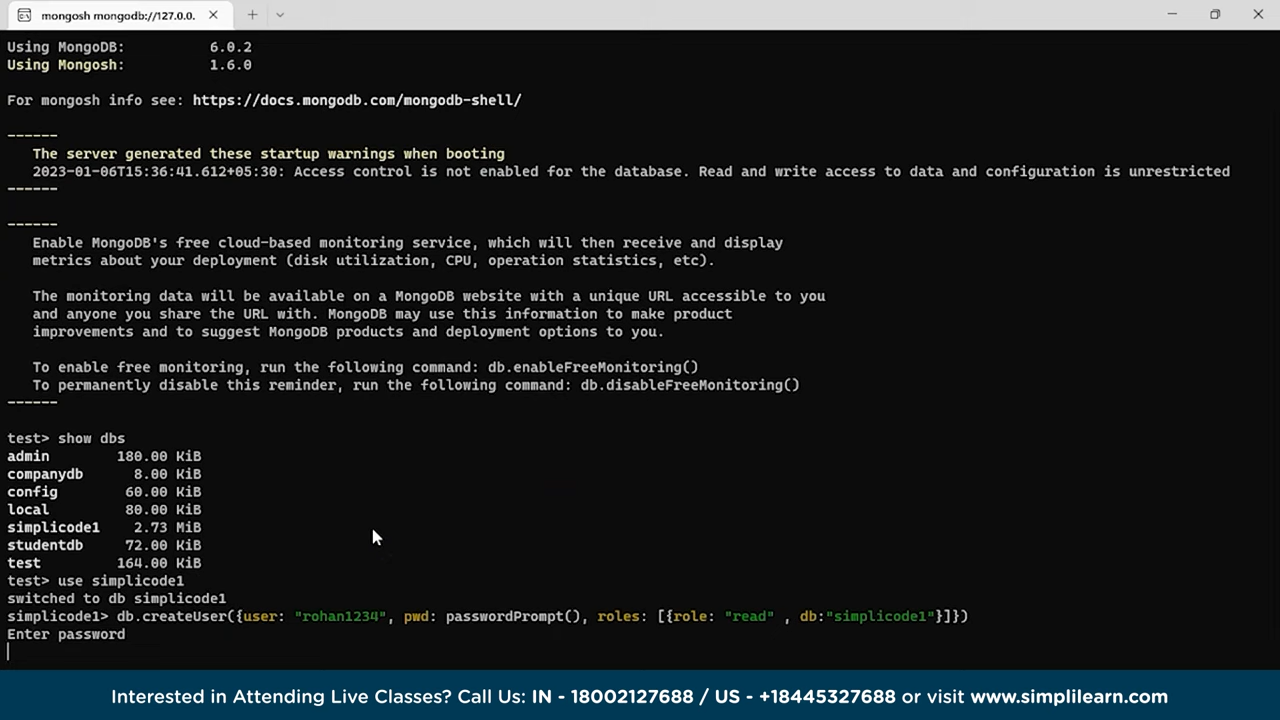 mongosh mongodb://127.0.0.
Using MongoDB: 6.0.2
Using Mongosh: 1.6.0
For mongosh info see: https://docs.mongodb.com/mongodb-shell/
------
The server generated these startup warnings when booting
2023-01-06T15:36:41.612+05:30: Access control is not enabled for the database. Read and write access to data and configuration is unrestricted
------
------
Enable MongoDB's free cloud-based monitoring service, which will then receive and display
metrics about your deployment (disk utilization, CPU, operation statistics, etc).
The monitoring data will be available on a MongoDB website with a unique URL accessible to you
and anyone you share the URL with. MongoDB may use this information to make product
improvements and to suggest MongoDB products and deployment options to you.
To enable free monitoring, run the following command: db.enableFreeMonitoring()
To permanently disable this reminder, run the following command: db.disableFreeMonitoring()
------
test> show dbs
admin 180.00 KiB
companydb 8.00 KiB
config 60.00 KiB
local 80.00 KiB
simplicode1 2.73 MiB
studentdb 72.00 KiB
test 164.00 KiB
test> use simplicode1
switched to db simplicode1
simplicode1> db.createUser({user: "rohan1234", pwd: passwordPrompt(), roles: [{role: "read" , db:"simplicode1"}]})
Enter password
Interested in Attending Live Classes? Call Us: IN - 18002127688 / US - +18445327688 or visit www.simplilearn.com